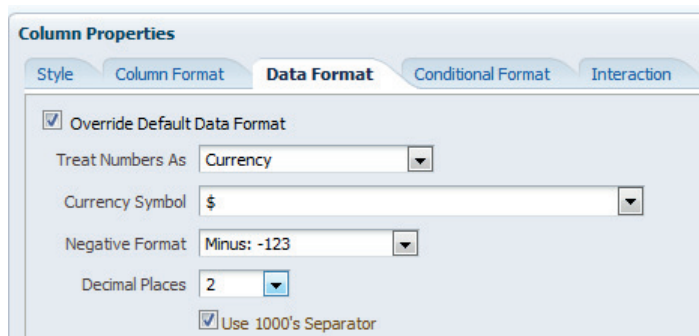 Column Properties
Style Column Format Data Format Conditional Format Interaction
Override Default Data Format
Treat Numbers As Currency
Currency Symbol $
Negative Format Minus: -123
Decimal Places 2
Use 1000's Separator